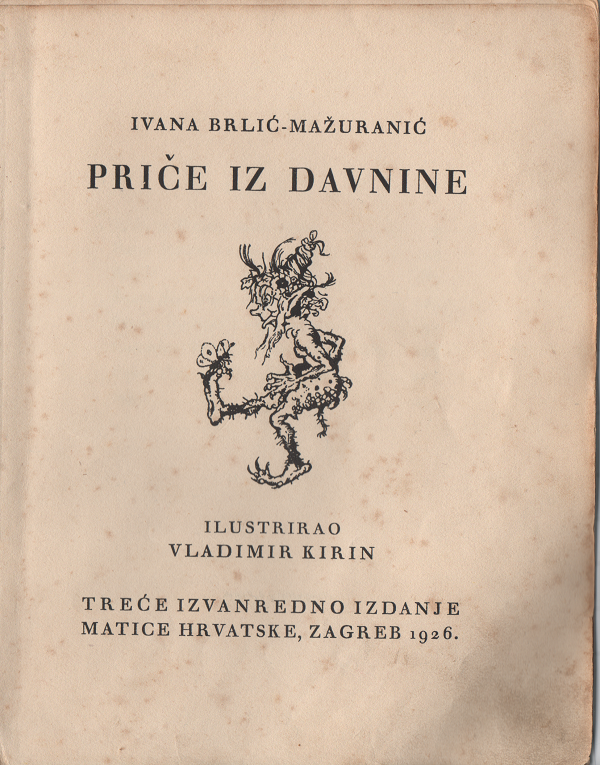 IVANA BRLIĆ-MAŽURANIĆ
PRIČE IZ DAVNINE
ILUSTRIRAO
VLADIMIR KIRIN
TREĆE IZVANREDNO IZDANJE
MATICE HRVATSKE, ZAGREB 1926.